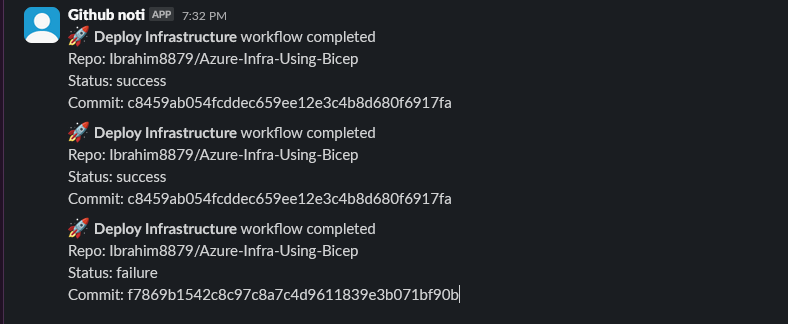 Github noti APP 7:32 PM
🚀 Deploy Infrastructure workflow completed
Repo: Ibrahim8879/Azure-Infra-Using-Bicep
Status: success
Commit: c8459ab054fcddec659ee12e3c4b8d680f6917fa
🚀 Deploy Infrastructure workflow completed
Repo: Ibrahim8879/Azure-Infra-Using-Bicep
Status: success
Commit: c8459ab054fcddec659ee12e3c4b8d680f6917fa
🚀 Deploy Infrastructure workflow completed
Repo: Ibrahim8879/Azure-Infra-Using-Bicep
Status: failure
Commit: f7869b1542c8c97c8a7c4d9611839e3b071bf90b